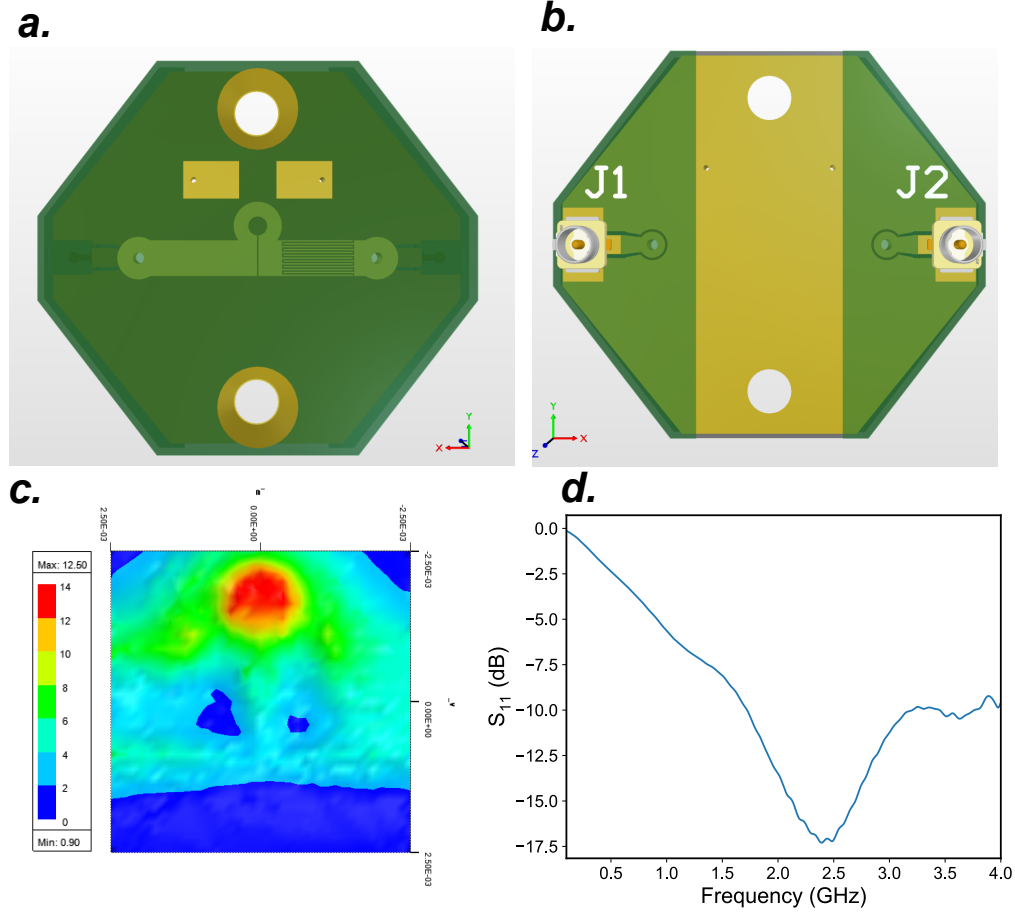 a.
X
Y
b.
J1
J2
Y
X
Z
c.
2.50E-03
0.00E+00
-2.50E-03
Max: 12.50
14
12
10
8
6
4
2
0
Min: 0.90
-2.50E-03
0.00E+00
2.50E-03
d.
0.0
−2.5
−5.0
−7.5
−10.0
−12.5
−15.0
−17.5
S11 (dB)
0.5
1.0
1.5
2.0
2.5
3.0
3.5
4.0
Frequency (GHz)